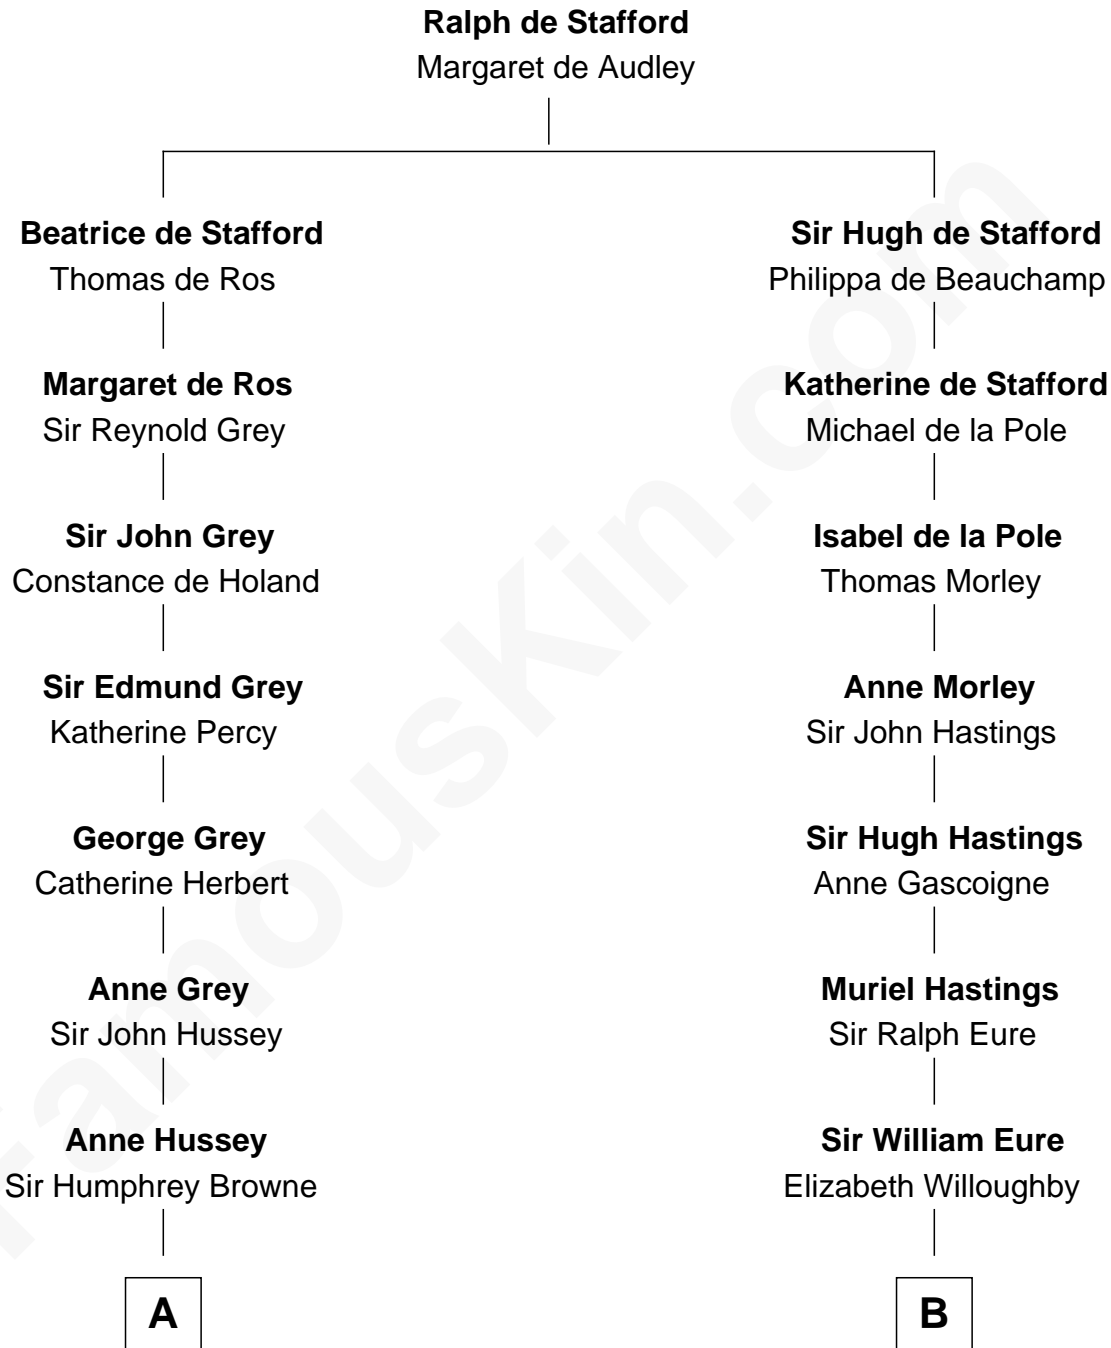 Ralph de Stafford
Margaret de Audley
Beatrice de Stafford
Thomas de Ros
Margaret de Ros
Sir Reynold Grey
Sir John Grey
Constance de Holand
Sir Edmund Grey
Katherine Percy
George Grey
Catherine Herbert
Anne Grey
Sir John Hussey
Anne Hussey
Sir Humphrey Browne
A
Sir Hugh de Stafford
Philippa de Beauchamp
Katherine de Stafford
Michael de la Pole
Isabel de la Pole
Thomas Morley
Anne Morley
Sir John Hastings
Sir Hugh Hastings
Anne Gascoigne
Muriel Hastings
Sir Ralph Eure
Sir William Eure
Elizabeth Willoughby
B
FamousKin.com